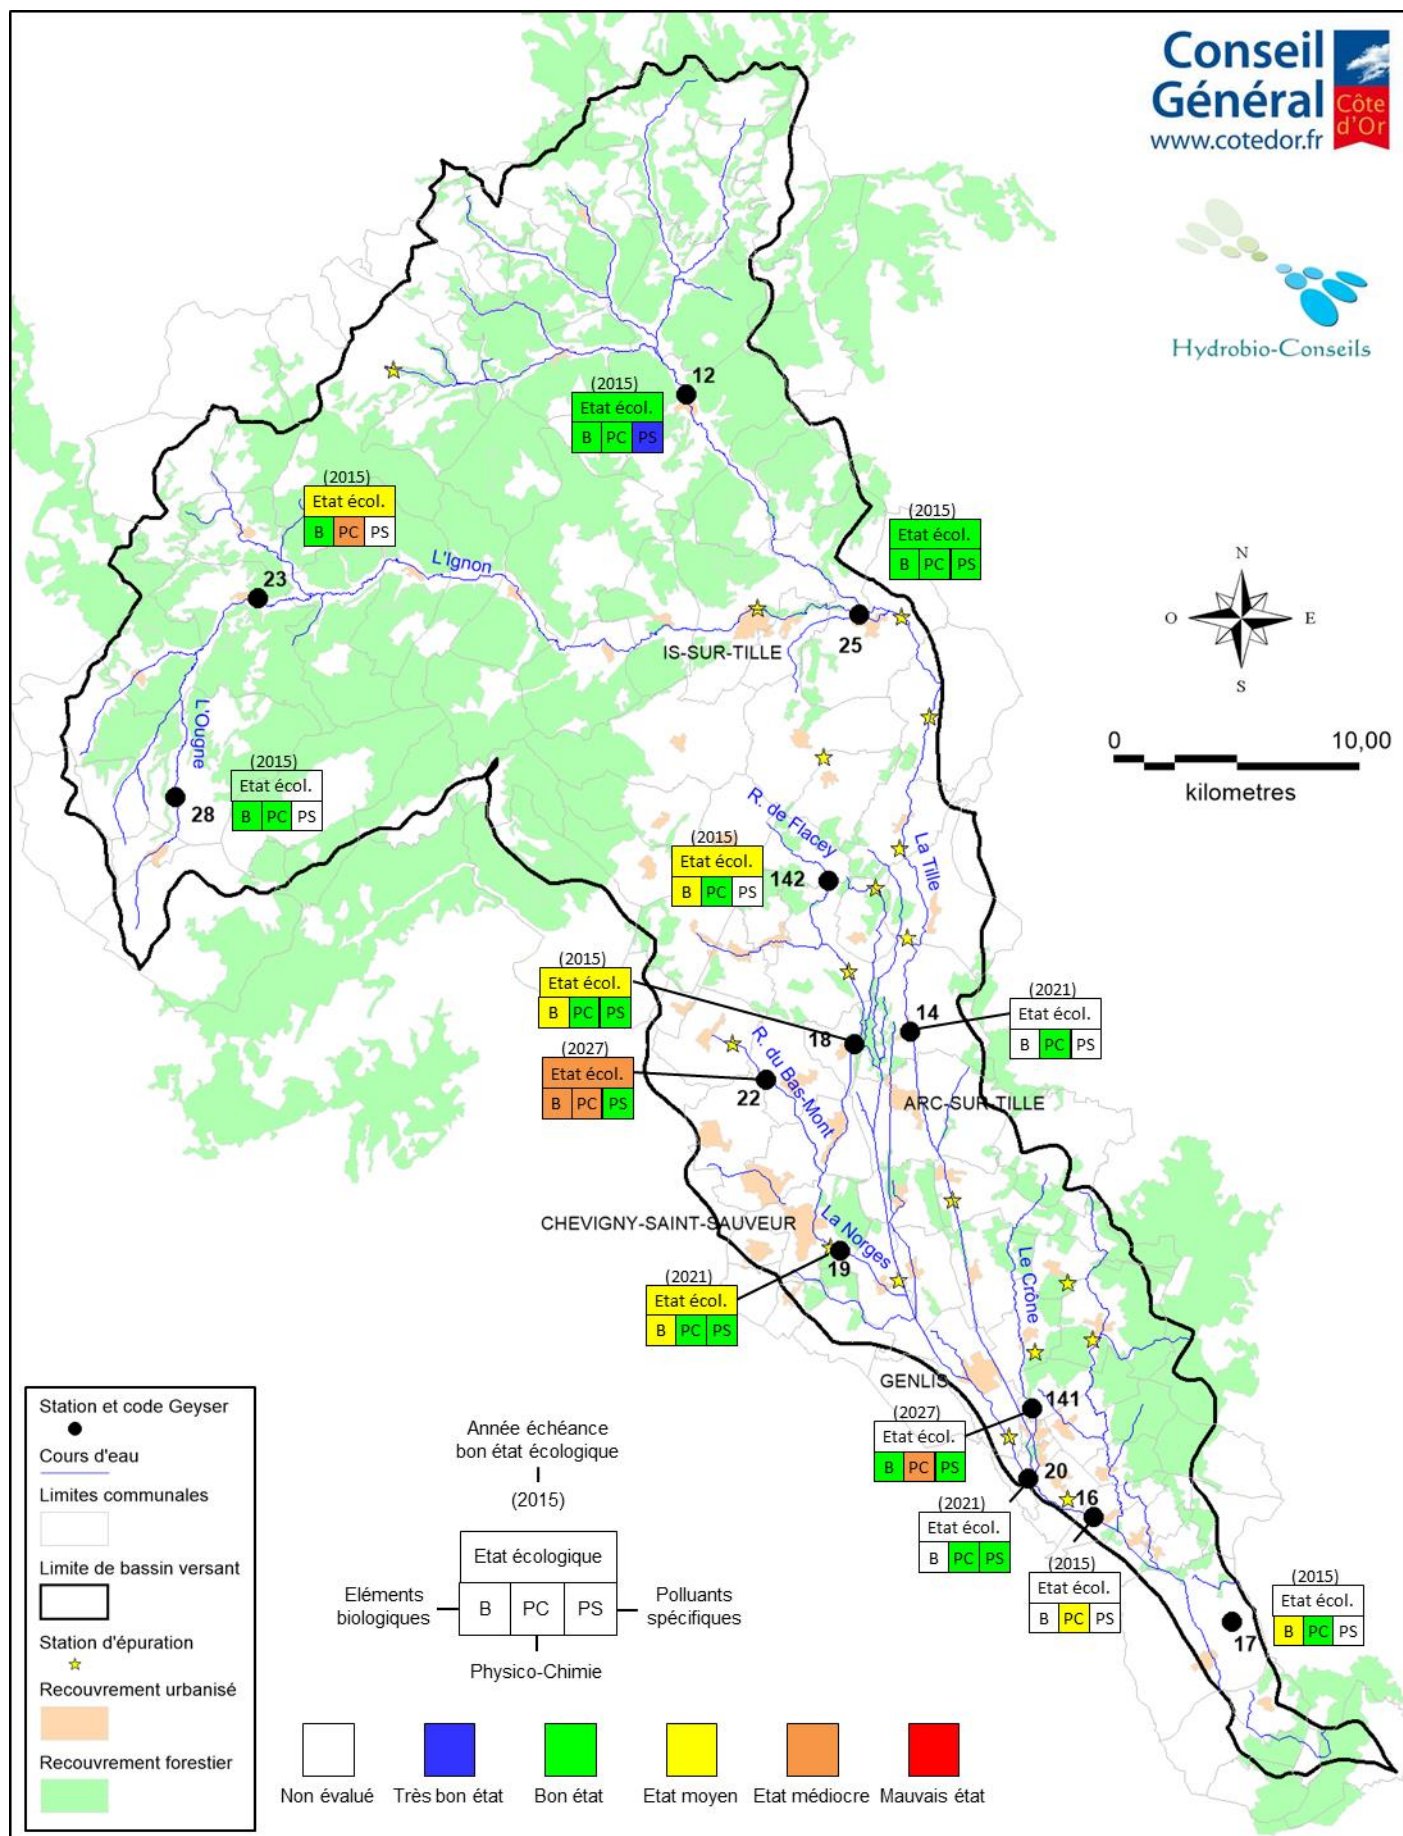 Conseil
Général
www.cotedor.fr
Côte
d'Or
Hydrobio-Conseils
12
(2015)
Etat écol.
B PC PS
(2015)
Etat écol.
B PC PS
23
L'Ignon
(2015)
Etat écol.
B PC PS
25
IS-SUR-TILLE
N
O E
S
0 10,00
kilometres
L'Ougne
28
(2015)
Etat écol.
B PC PS
R. de Flacey
La Tille
(2015)
Etat écol.
B PC PS
142
(2015)
Etat écol.
B PC PS
18
14
(2021)
Etat écol.
B PC PS
(2027)
Etat écol.
B PC PS
22
R. du Bas-Mont
ARC-SUR-TILLE
CHEVIGNY-SAINT-SAUVEUR
La Norges
19
(2021)
Etat écol.
B PC PS
Le Crône
GENLIS
141
(2027)
Etat écol.
B PC PS
20
(2021)
Etat écol.
B PC PS
16
(2015)
Etat écol.
B PC PS
17
(2015)
Etat écol.
B PC PS
Station et code Geyser
Cours d'eau
Limites communales
Limite de bassin versant
Station d'épuration
Recouvrement urbanisé
Recouvrement forestier
Année échéance
bon état écologique
(2015)
Etat écologique
Eléments
biologiques
B PC PS
Polluants
spécifiques
Physico-Chimie
Non évalué
Très bon état
Bon état
Etat moyen
Etat médiocre
Mauvais état